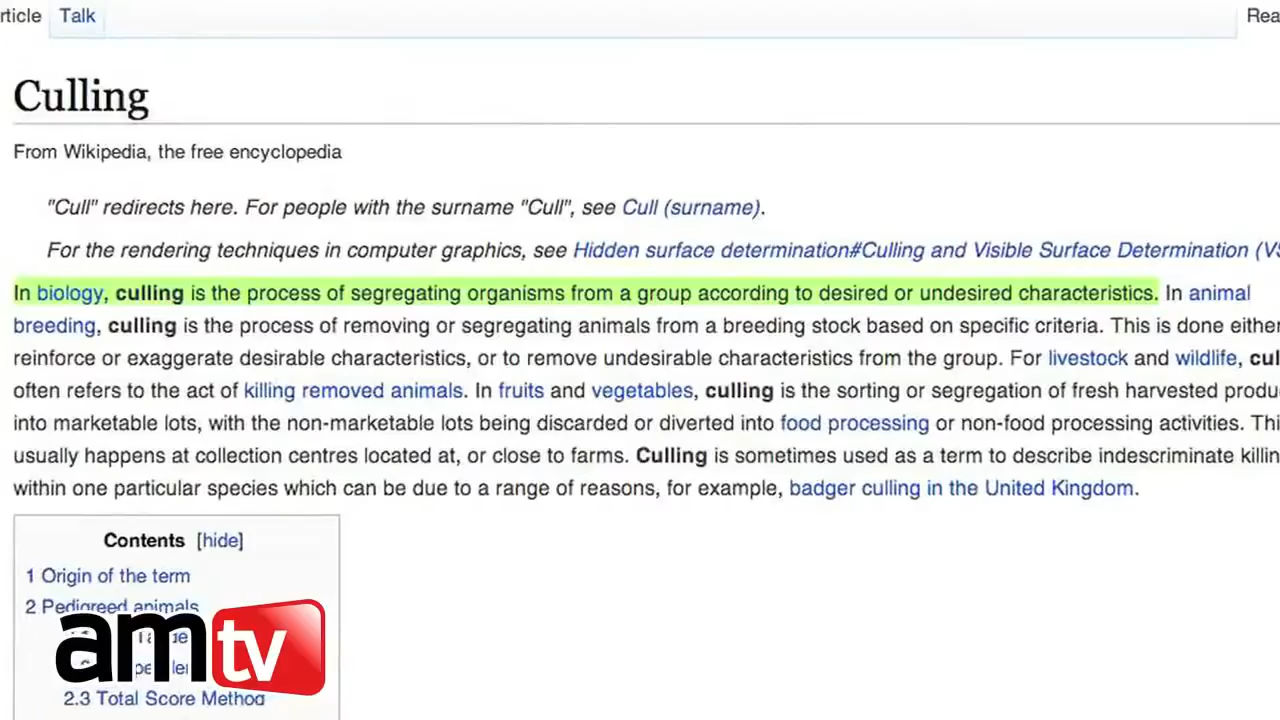 rticle Talk Rea
Culling
From Wikipedia, the free encyclopedia
"Cull" redirects here. For people with the surname "Cull", see Cull (surname).
For the rendering techniques in computer graphics, see Hidden surface determination#Culling and Visible Surface Determination (VS
In biology, culling is the process of segregating organisms from a group according to desired or undesired characteristics. In animal
breeding, culling is the process of removing or segregating animals from a breeding stock based on specific criteria. This is done either
reinforce or exaggerate desirable characteristics, or to remove undesirable characteristics from the group. For livestock and wildlife, cul
often refers to the act of killing removed animals. In fruits and vegetables, culling is the sorting or segregation of fresh harvested produ
into marketable lots, with the non-marketable lots being discarded or diverted into food processing or non-food processing activities. Thi
usually happens at collection centres located at, or close to farms. Culling is sometimes used as a term to describe indescriminate killin
within one particular species which can be due to a range of reasons, for example, badger culling in the United Kingdom.
Contents [hide]
1 Origin of the term
2 Pedigreed animals
amtv
2.3 Total Score Method